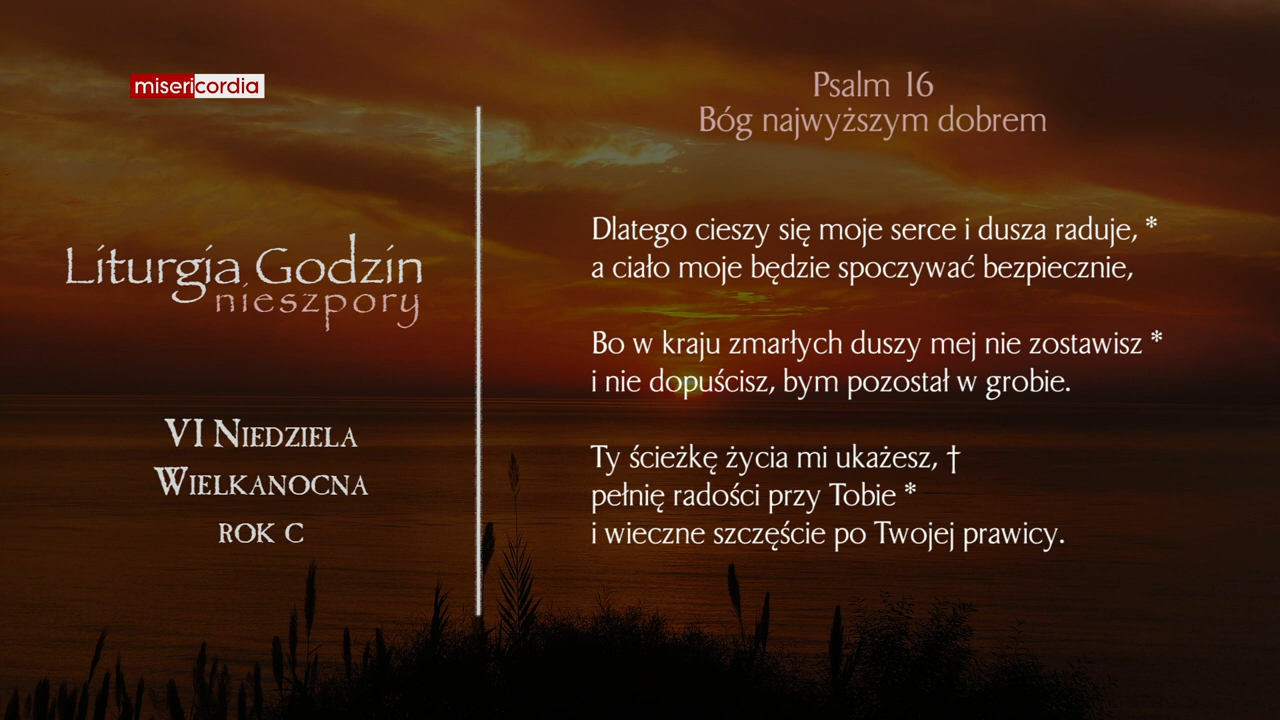 misericordia
Liturgia Godzin
nieszpory
VI Niedziela
Wielkanocna
rok C
Psalm 16
Bóg najwyższym dobrem
Dlatego cieszy się moje serce i dusza raduje, *
a ciało moje będzie spoczywać bezpiecznie,
Bo w kraju zmarłych duszy mej nie zostawisz *
i nie dopuścisz, bym pozostał w grobie.
Ty ścieżkę życia mi ukażesz, †
pełnię radości przy Tobie *
i wieczne szczęście po Twojej prawicy.